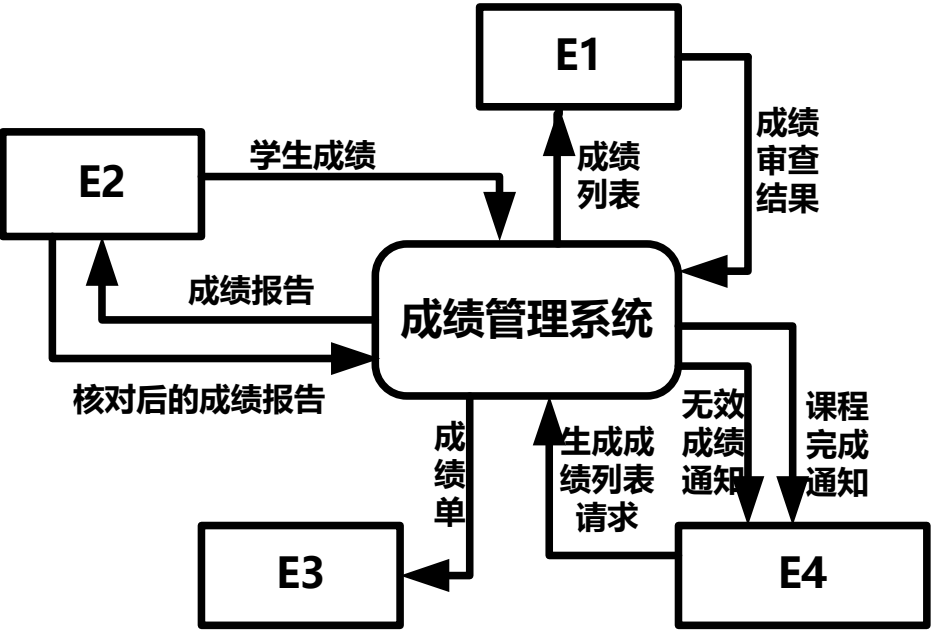 E1
成绩
审查
结果
成绩
列表
E2
学生成绩
成绩报告
成绩管理系统
核对后的成绩报告
成
绩
单
生成成
绩列表
请求
无效
成绩
通知
课程
完成
通知
E3
E4